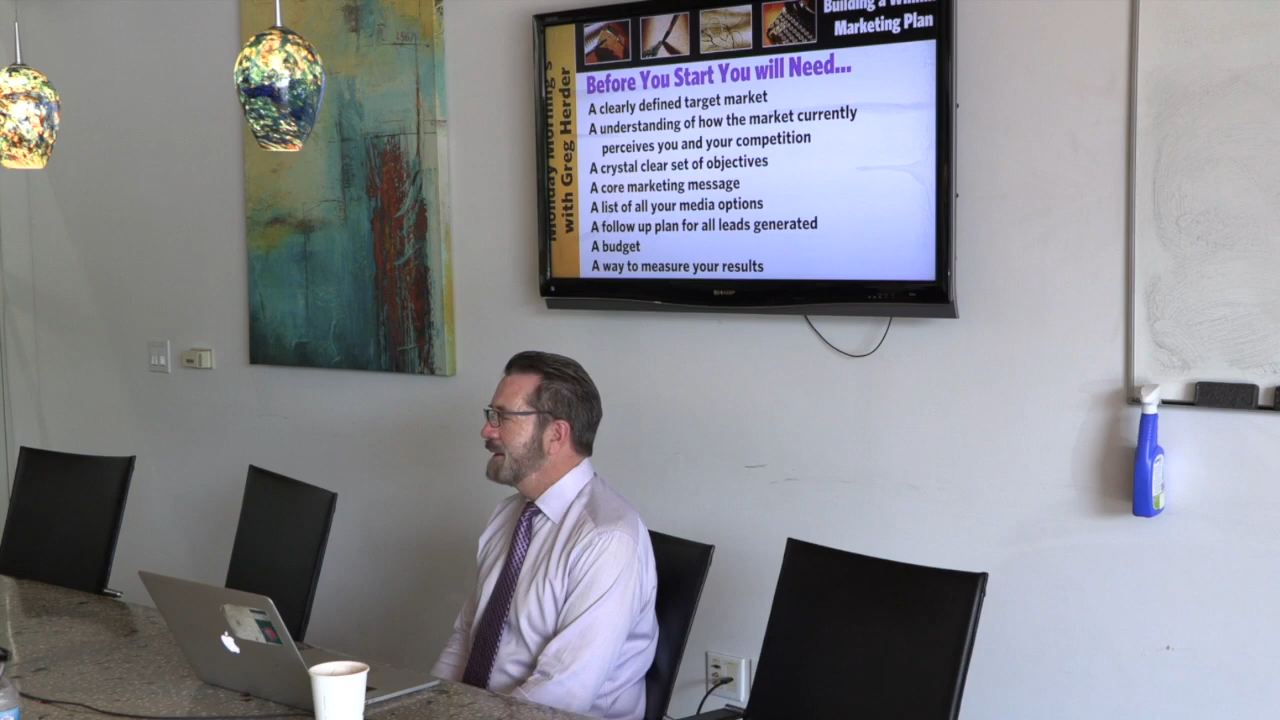 Building a
Marketing Plan
Monday Morning's
with Greg Herder
Before You Start You will Need...
A clearly defined target market
A understanding of how the market currently
perceives you and your competition
A crystal clear set of objectives
A core marketing message
A list of all your media options
A follow up plan for all leads generated
A budget
A way to measure your results
SHARP